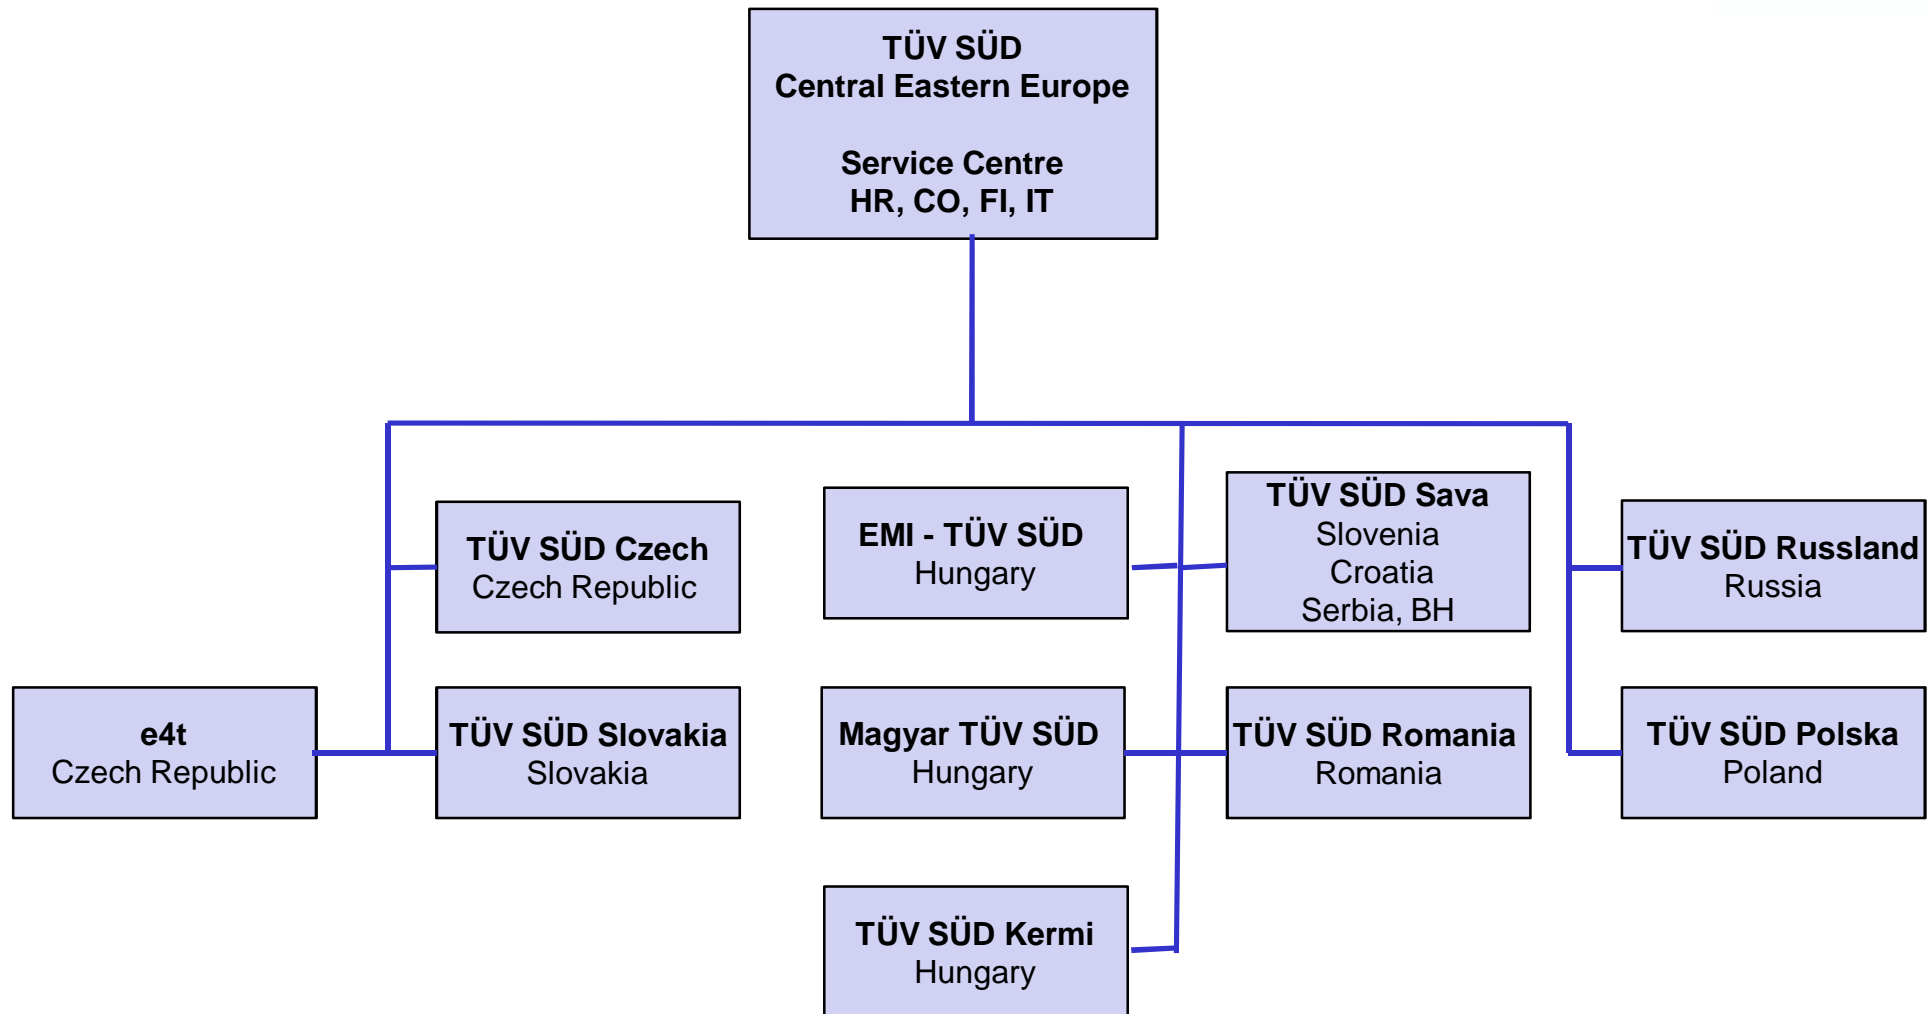 TÜV SÜD
Central Eastern Europe
Service Centre
HR, CO, FI, IT
TÜV SÜD Czech
Czech Republic
EMI - TÜV SÜD
Hungary
TÜV SÜD Sava
Slovenia
Croatia
Serbia, BH
TÜV SÜD Russland
Russia
e4t
Czech Republic
TÜV SÜD Slovakia
Slovakia
Magyar TÜV SÜD
Hungary
TÜV SÜD Romania
Romania
TÜV SÜD Polska
Poland
TÜV SÜD Kermi
Hungary